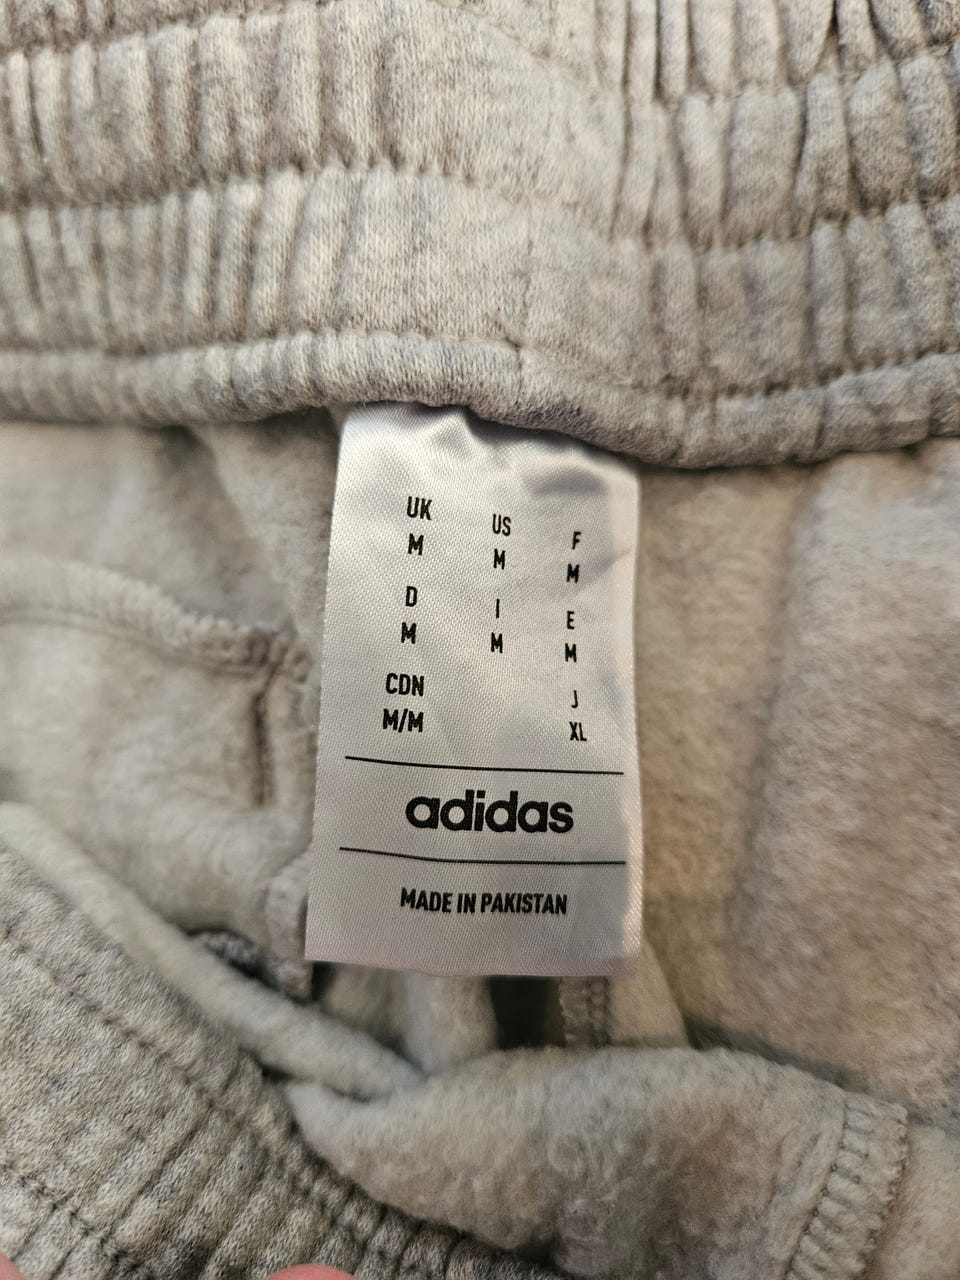 UK US F
M M M
D I E
M M M
CDN J
M/M XL
adidas
MADE IN PAKISTAN